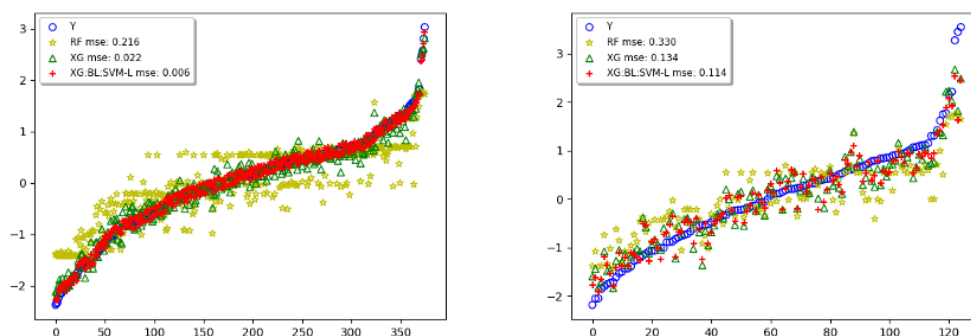 Y
RF mse: 0.216
XG mse: 0.022
XG:BL:SVM-L mse: 0.006
3
2
1
0
−1
−2
0 50 100 150 200 250 300 350
Y
RF mse: 0.330
XG mse: 0.134
XG:BL:SVM-L mse: 0.114
3
2
1
0
−1
−2
0 20 40 60 80 100 120